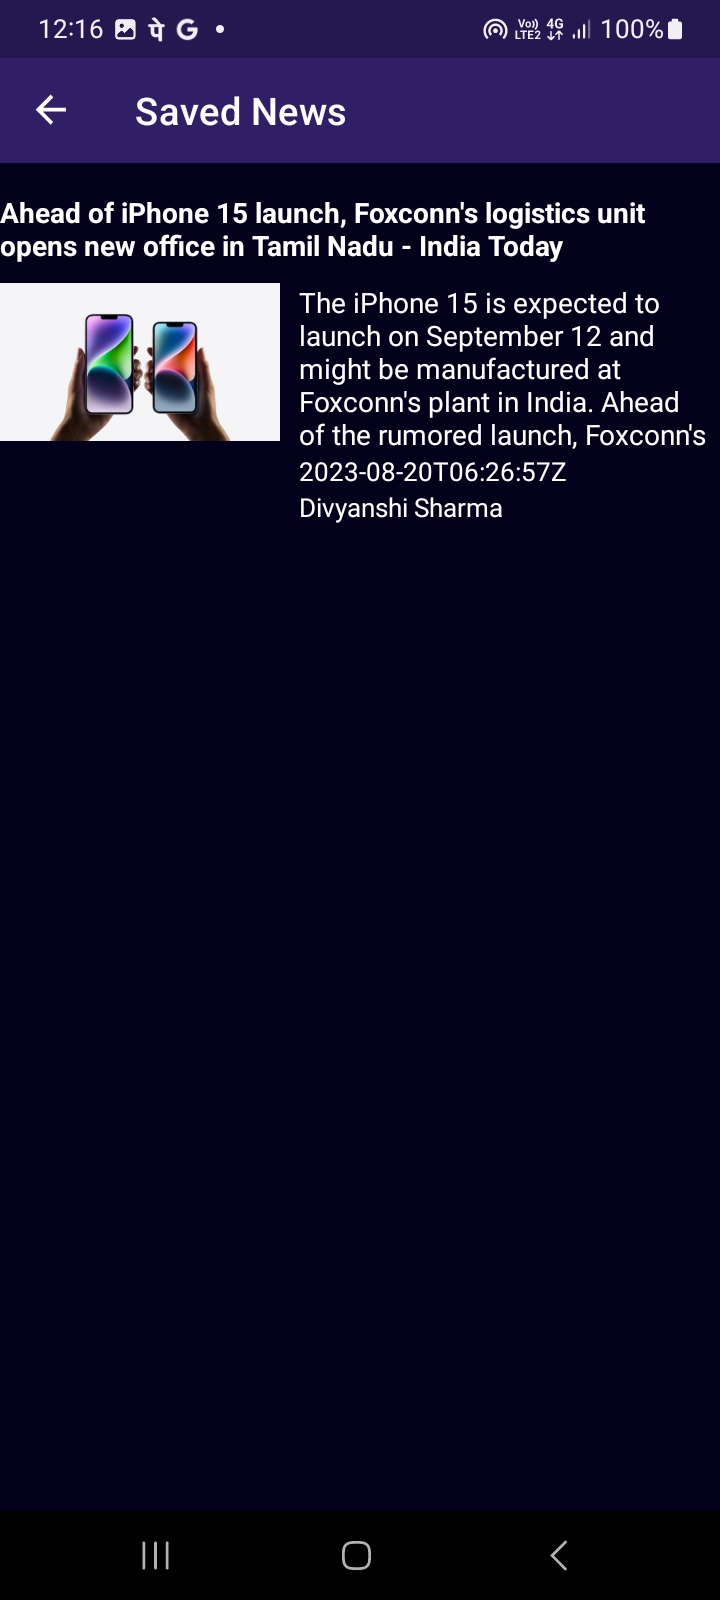 12:16 पे G
Vo)) LTE2 4G 100%
Saved News
Ahead of iPhone 15 launch, Foxconn's logistics unit
opens new office in Tamil Nadu - India Today
The iPhone 15 is expected to
launch on September 12 and
might be manufactured at
Foxconn's plant in India. Ahead
of the rumored launch, Foxconn's
2023-08-20T06:26:57Z
Divyanshi Sharma